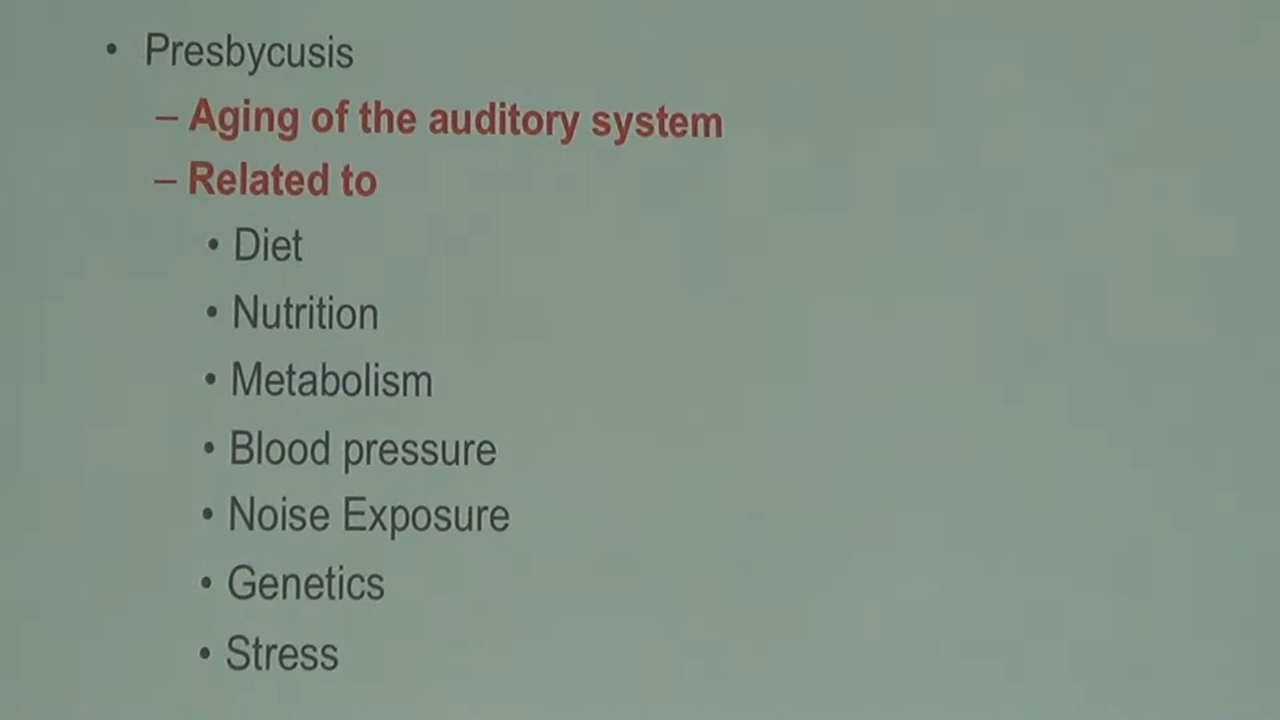 • Presbycusis
– Aging of the auditory system
– Related to
• Diet
• Nutrition
• Metabolism
• Blood pressure
• Noise Exposure
• Genetics
• Stress